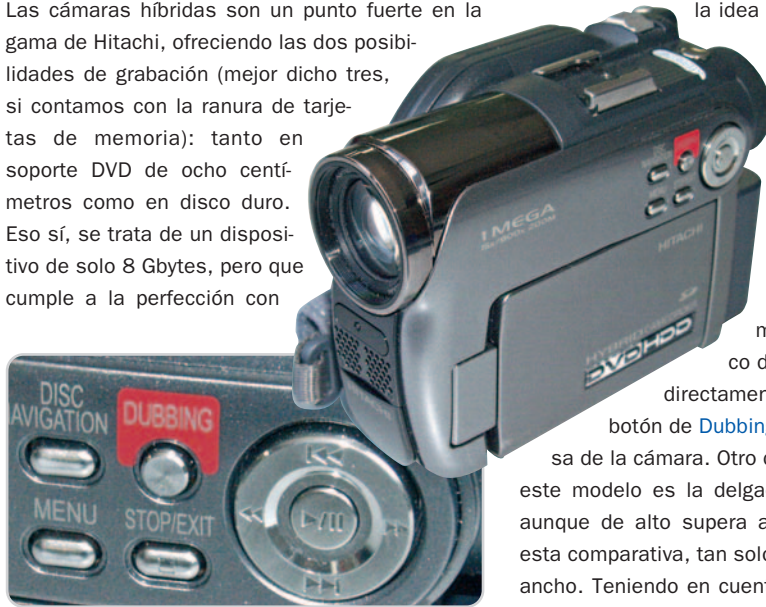 Las cámaras híbridas son un punto fuerte en la
gama de Hitachi, ofreciendo las dos posibi-
lidades de grabación (mejor dicho tres,
si contamos con la ranura de tarje-
tas de memoria): tanto en
soporte DVD de ocho centí-
metros como en disco duro.
Eso sí, se trata de un disposi-
tivo de solo 8 Gbytes, pero que
cumple a la perfección con
la idea
1 MEGA
HITACHI
HYBRID
DVD HDD
DISC
NAVIGATION
DUBBING
MENU
STOP/EXIT
co d
directamen
botón de Dubbing
sa de la cámara. Otro
este modelo es la delga
aunque de alto supera a
esta comparativa, tan solo
ancho. Teniendo en cuent